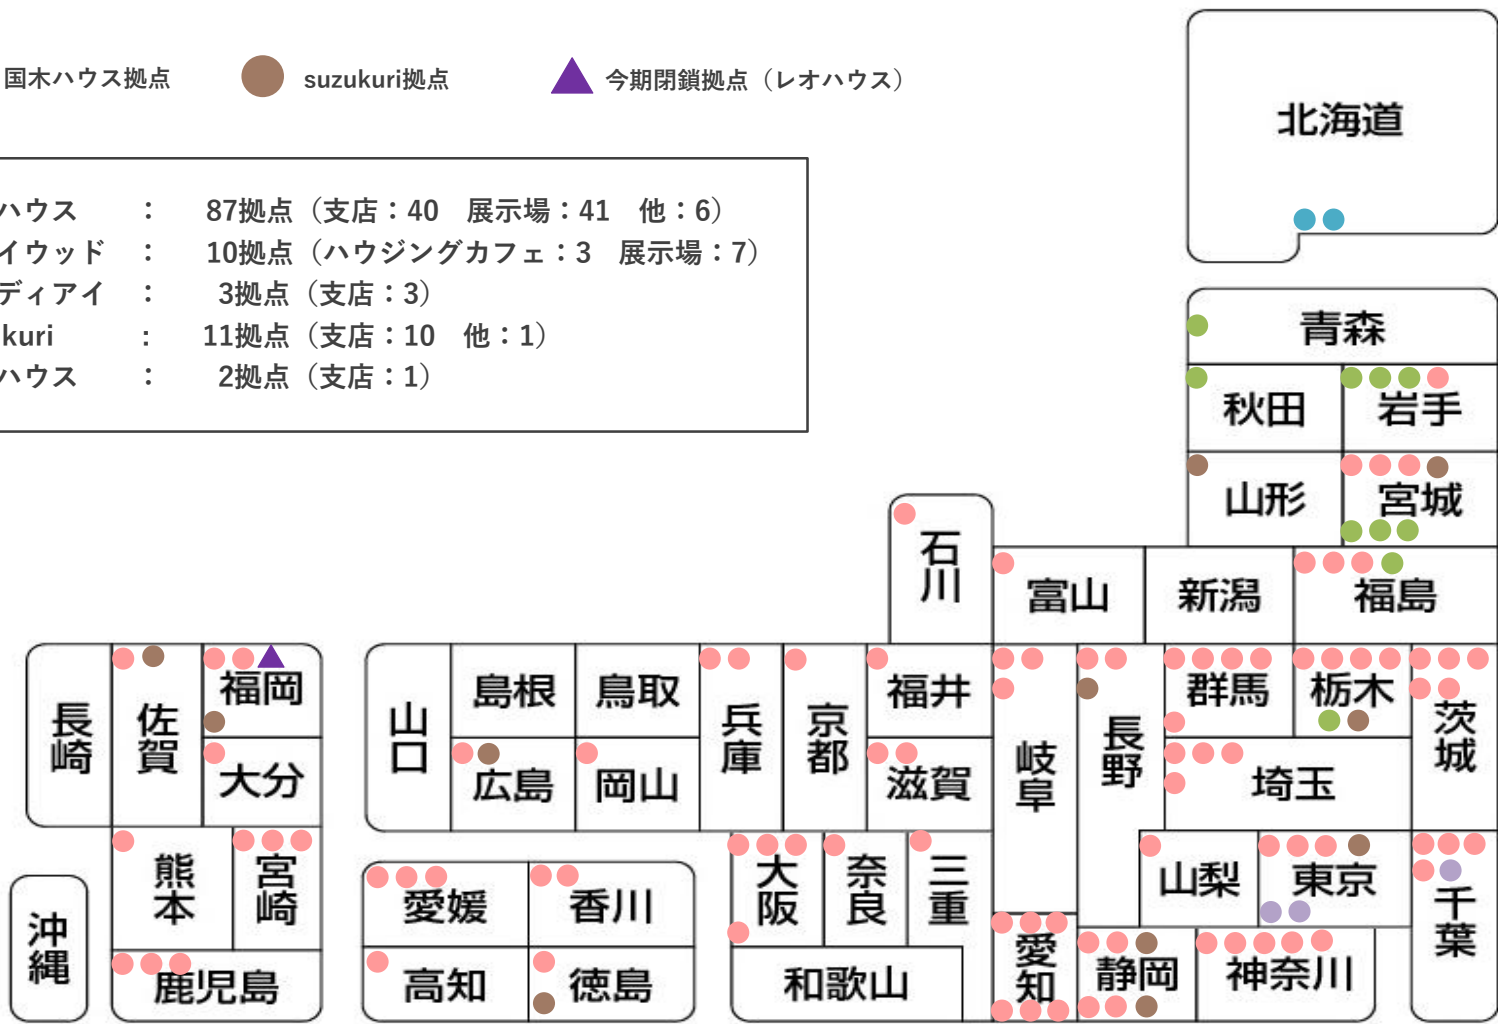 国木ハウス拠点 suzukuri拠点 今期閉鎖拠点（レオハウス）
ハウス ： 87拠点（支店：40 展示場：41 他：6）
イウッド ： 10拠点（ハウジングカフェ：3 展示場：7）
ディアイ ： 3拠点（支店：3）
kuri : 11拠点（支店：10 他：1）
ハウス ： 2拠点（支店：1）
北海道
青森
秋田 岩手
山形 宮城
石川
富山 新潟 福島
長崎 佐賀 福岡
大分
熊本 宮崎
鹿児島
沖縄
山口 島根 鳥取 兵庫 京都 福井
広島 岡山 滋賀
岐阜 長野 群馬 栃木 茨城
埼玉
愛媛 香川
高知 徳島
大阪 奈良 三重
和歌山
愛知 静岡 山梨 東京 千葉
神奈川